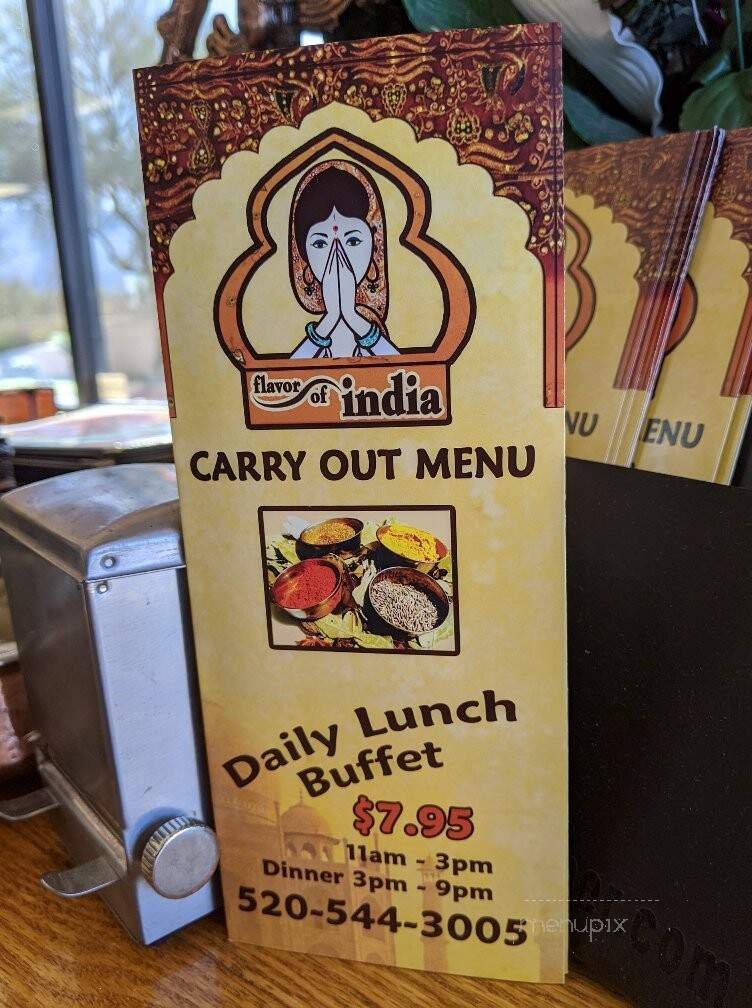 flavor of india
CARRY OUT MENU
Daily Lunch
Buffet
$7.95
11am - 3pm
Dinner 3pm - 9pm
520-544-3005
NU
ENU
menupix